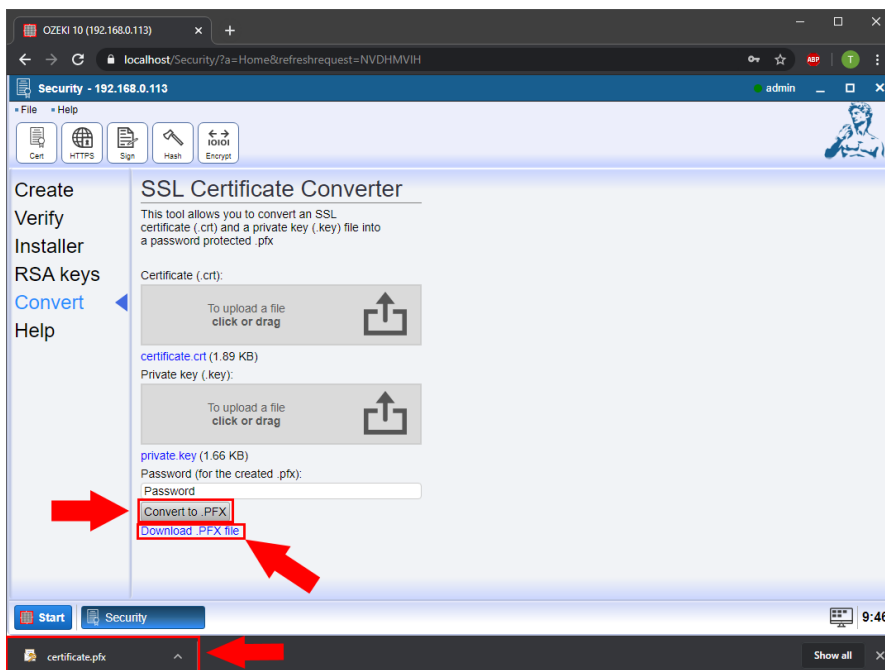 OZEKI 10 (192.168.0.113)
localhost/Security/?a=Home&refreshrequest=NVDHMVIH
ABP
T
Security - 192.168.0.113
admin
File Help
Cert
HTTPS
Sign
Hash
IOIOI
Encrypt
Create
Verify
Installer
RSA keys
Convert
Help
SSL Certificate Converter
This tool allows you to convert an SSL
certificate (.crt) and a private key (.key) file into
a password protected .pfx
Certificate (.crt):
To upload a file
click or drag
certificate.crt (1.89 KB)
Private key (.key):
To upload a file
click or drag
private.key (1.66 KB)
Password (for the created .pfx):
Password
Convert to .PFX
Download .PFX file
Start
Security
9:46
certificate.pfx
Show all